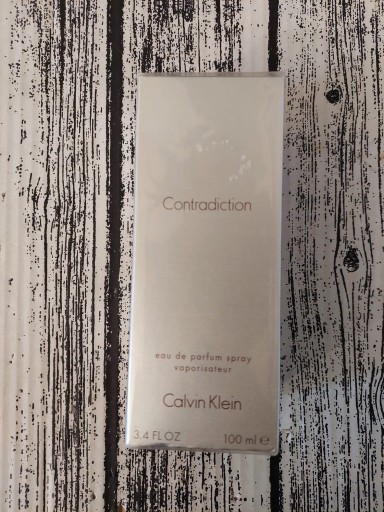 Contradiction
eau de parfum spray
vaporisateur
Calvin Klein
3.4 FL OZ 100 ml ℮